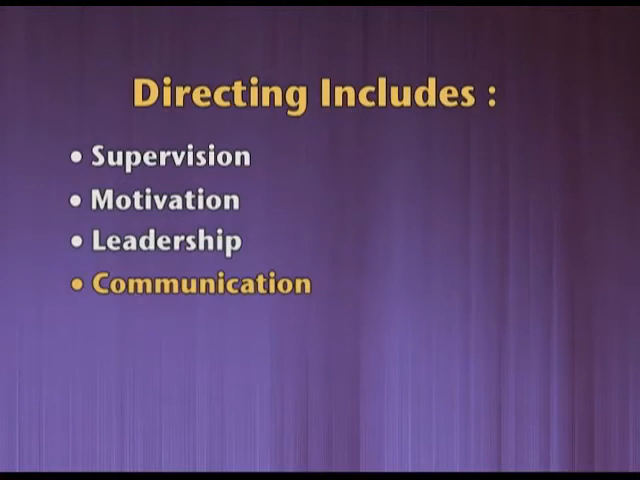 Directing Includes :
• Supervision
• Motivation
• Leadership
• Communication